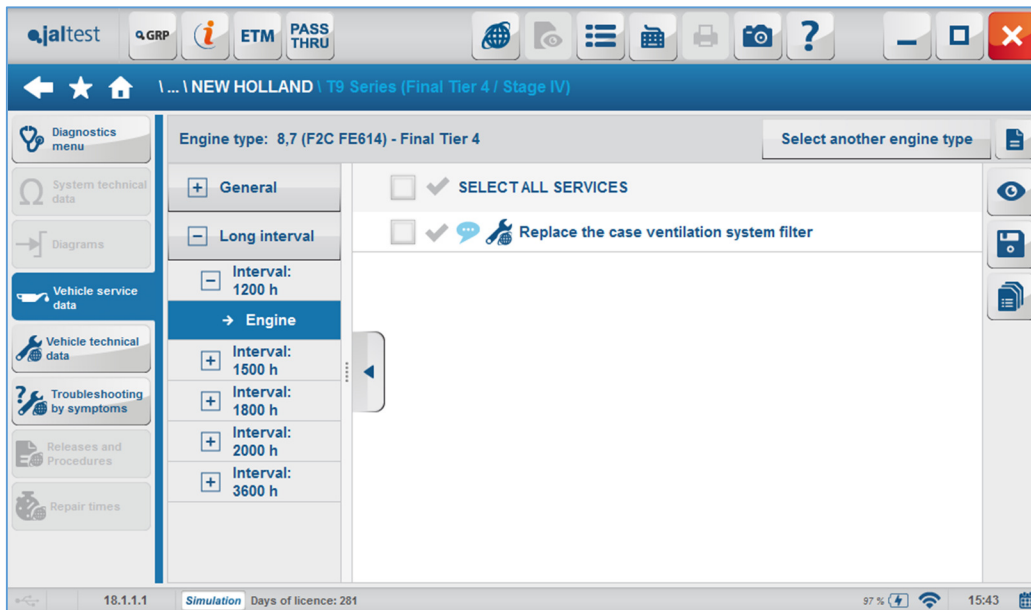 jaltest
GRP
i
ETM
PASS
THRU
?
\ ... \ NEW HOLLAND \ T9 Series (Final Tier 4 / Stage IV)
Diagnostics
menu
System technical
data
Diagrams
Vehicle service
data
Vehicle technical
data
Troubleshooting
by symptoms
Releases and
Procedures
Repair times
Engine type: 8,7 (F2C FE614) - Final Tier 4
Select another engine type
General
Long interval
Interval:
1200 h
Engine
Interval:
1500 h
Interval:
1800 h
Interval:
2000 h
Interval:
3600 h
SELECT ALL SERVICES
Replace the case ventilation system filter
18.1.1.1
Simulation Days of licence: 281
97 %
15:43